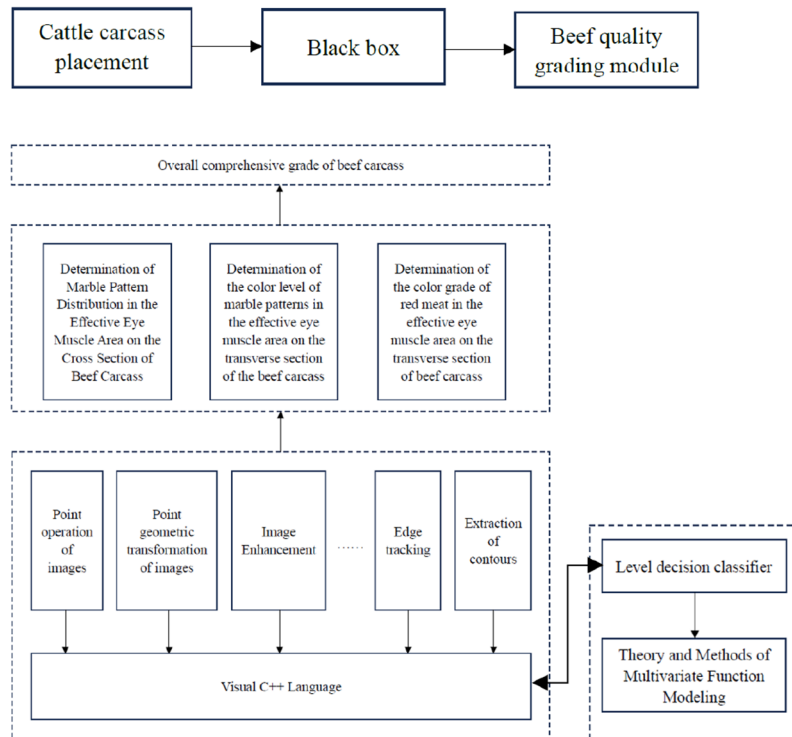 Cattle carcass
placement
Black box
Beef quality
grading module
Overall comprehensive grade of beef carcass
Determination of
Marble Pattern
Distribution in the
Effective Eye
Muscle Area on the
Cross Section of
Beef Carcass
Determination of
the color level of
marble patterns in
the effective eye
muscle area on the
transverse section
of the beef carcass
Determination of
the color grade of
red meat in the
effective eye
muscle area on the
transverse section
of beef carcass
Point
operation
of
images
Point
geometric
transformation
of images
Image
Enhancement
......
Edge
tracking
Extraction
of
contours
Visual C++ Language
Level decision classifier
Theory and Methods of
Multivariate Function
Modeling